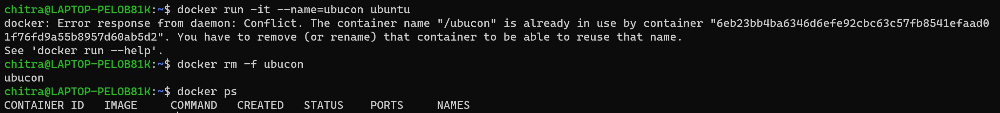 chitra@LAPTOP-PELOB81K:~$ docker run -it --name=ubucon ubuntu
docker: Error response from daemon: Conflict. The container name "/ubucon" is already in use by container "6eb23bb4ba6346d6efe92cbc63c57fb8541efaad0
1f76fd9a55b8957d60ab5d2". You have to remove (or rename) that container to be able to reuse that name.
See 'docker run --help'.
chitra@LAPTOP-PELOB81K:~$ docker rm -f ubucon
ubucon
chitra@LAPTOP-PELOB81K:~$ docker ps
CONTAINER ID   IMAGE     COMMAND   CREATED   STATUS    PORTS     NAMES